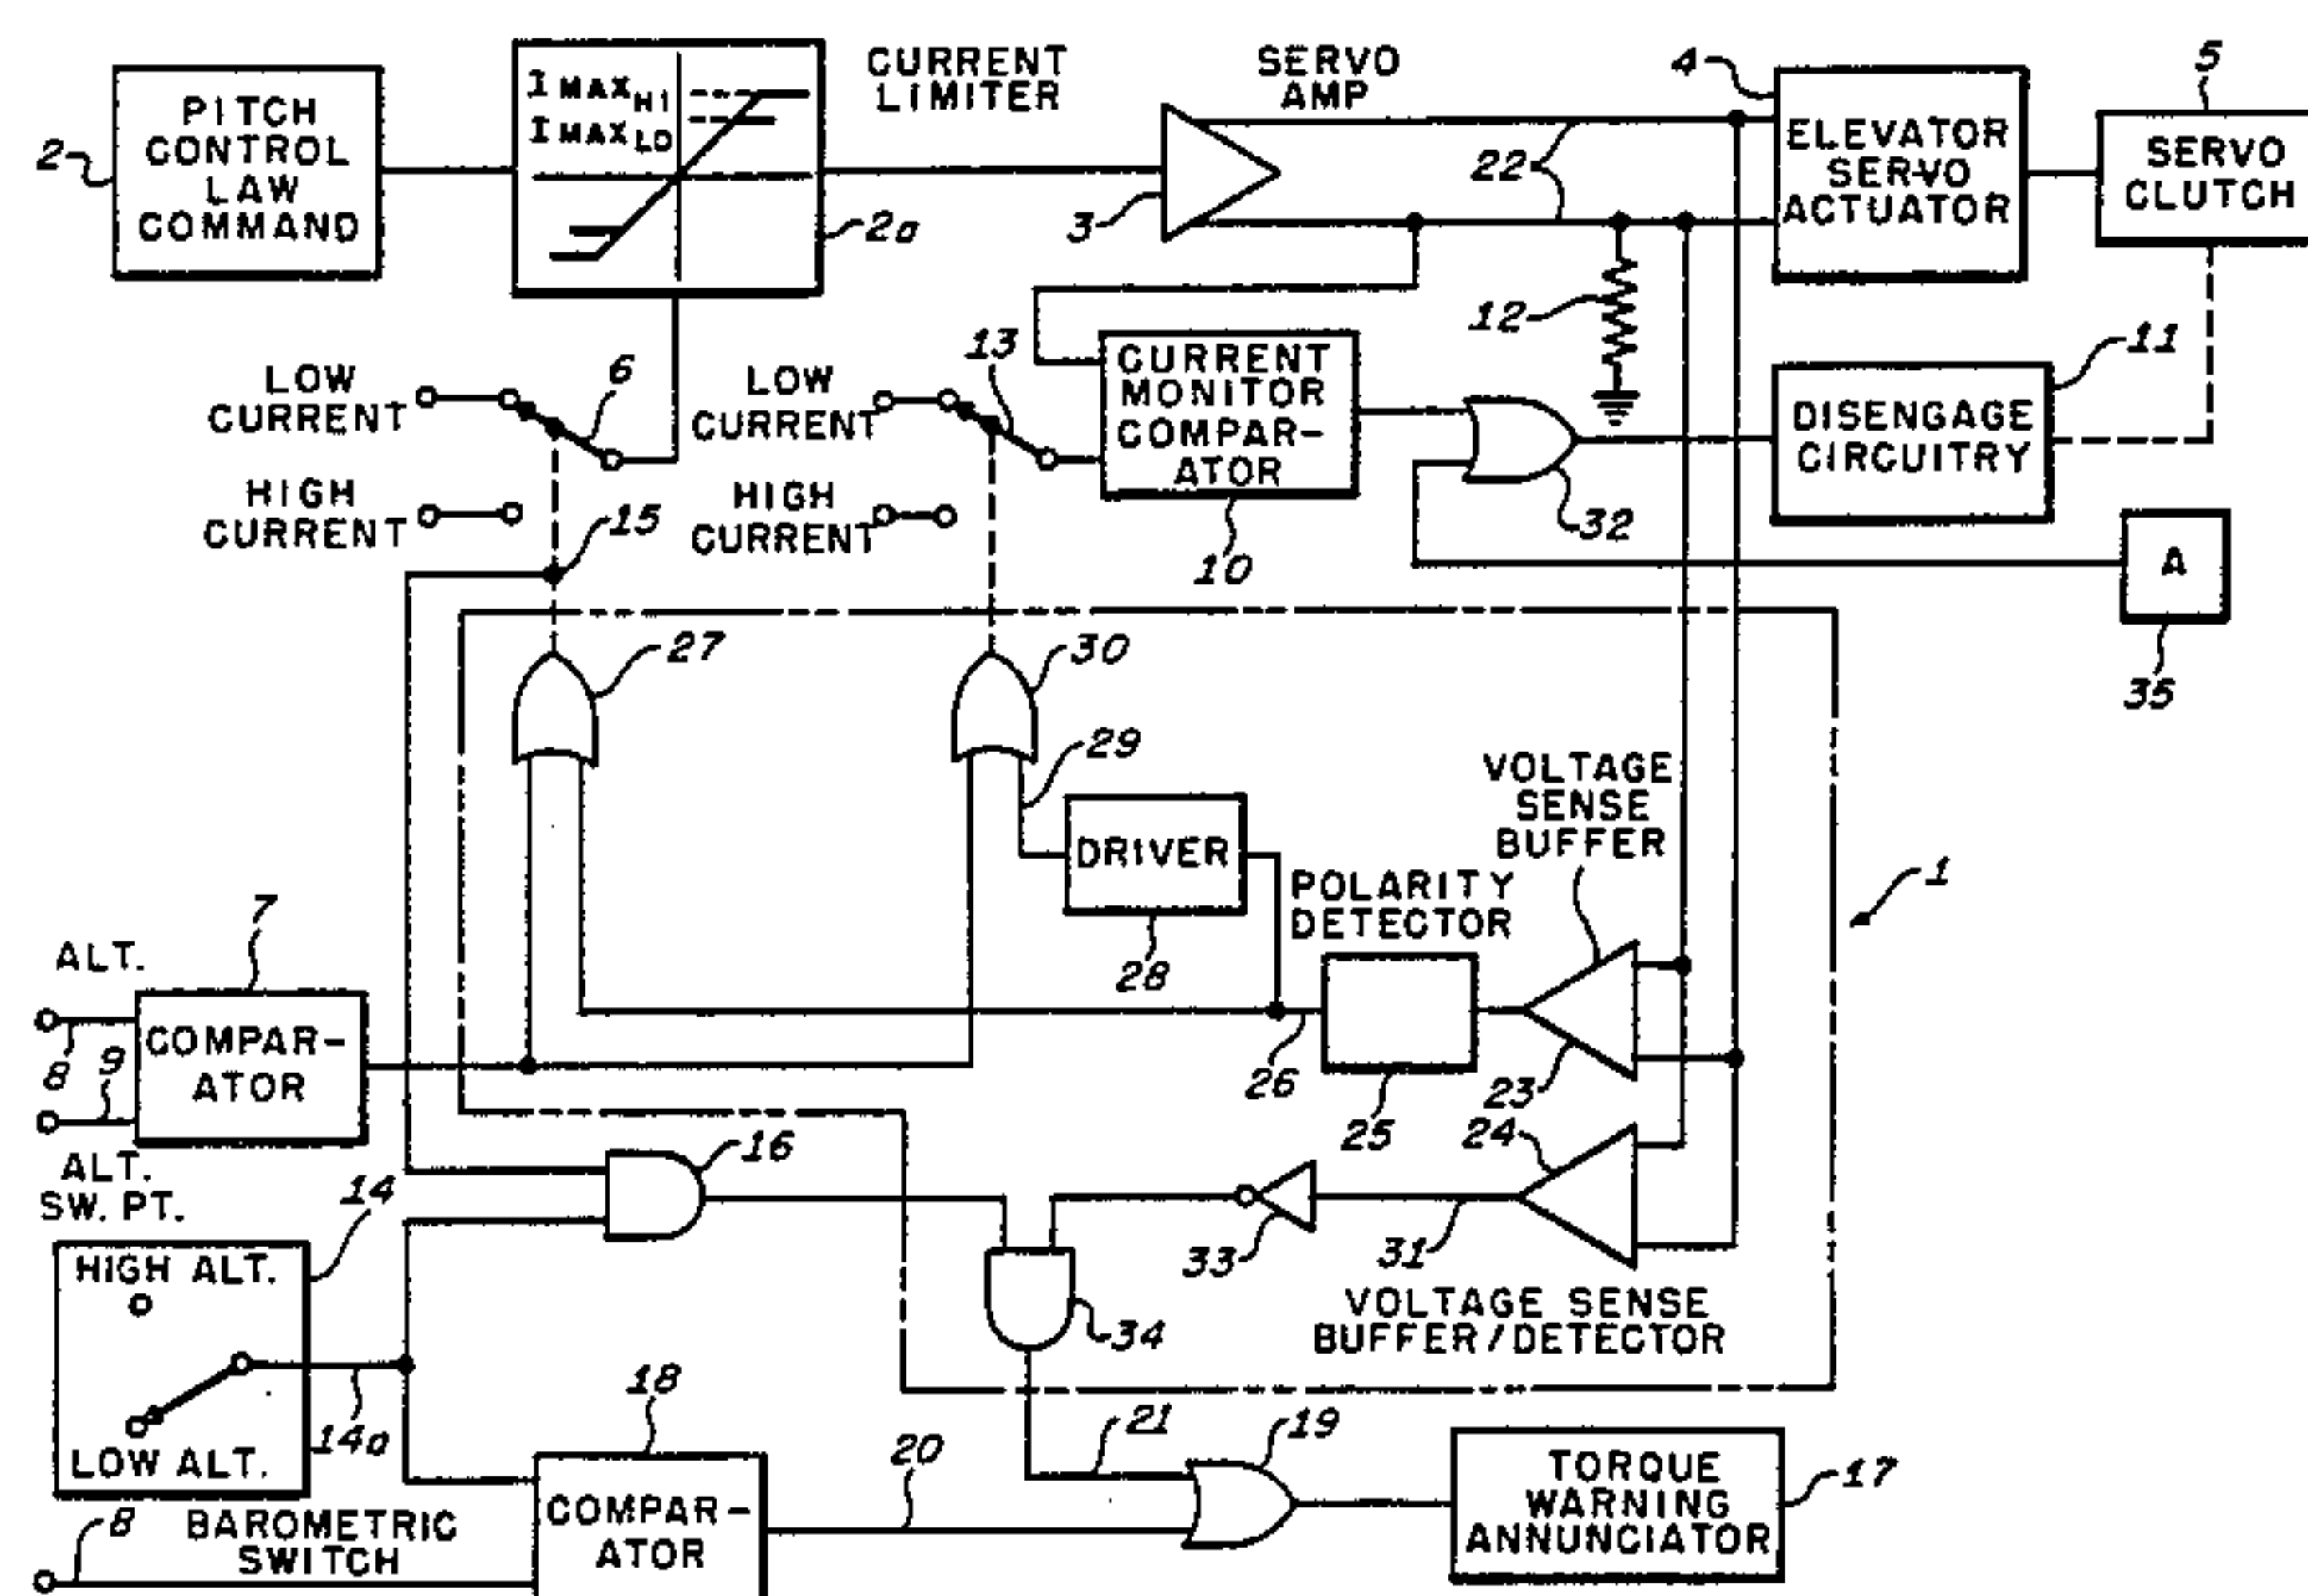 PITCH
CONTROL
LAW
COMMAND
2
I MAX HI
I MAX LO
2a
CURRENT
LIMITER
SERVO
AMP
3
22
4
ELEVATOR
SERVO
ACTUATOR
5
SERVO
CLUTCH
LOW
CURRENT
6
HIGH
CURRENT
15
LOW
CURRENT
13
HIGH
CURRENT
CURRENT
MONITOR
COMPAR-
ATOR
10
12
32
11
DISENGAGE
CIRCUITRY
A
35
27
30
29
DRIVER
28
VOLTAGE
SENSE
BUFFER
POLARITY
DETECTOR
1
7
ALT.
8
9
COMPAR-
ATOR
ALT.
SW. PT.
26
25
23
24
16
14
HIGH ALT.
LOW ALT.
14a
33
31
34
VOLTAGE SENSE
BUFFER/DETECTOR
8
BAROMETRIC
SWITCH
18
COMPAR-
ATOR
20
21
19
TORQUE
WARNING
ANNUNCIATOR
17